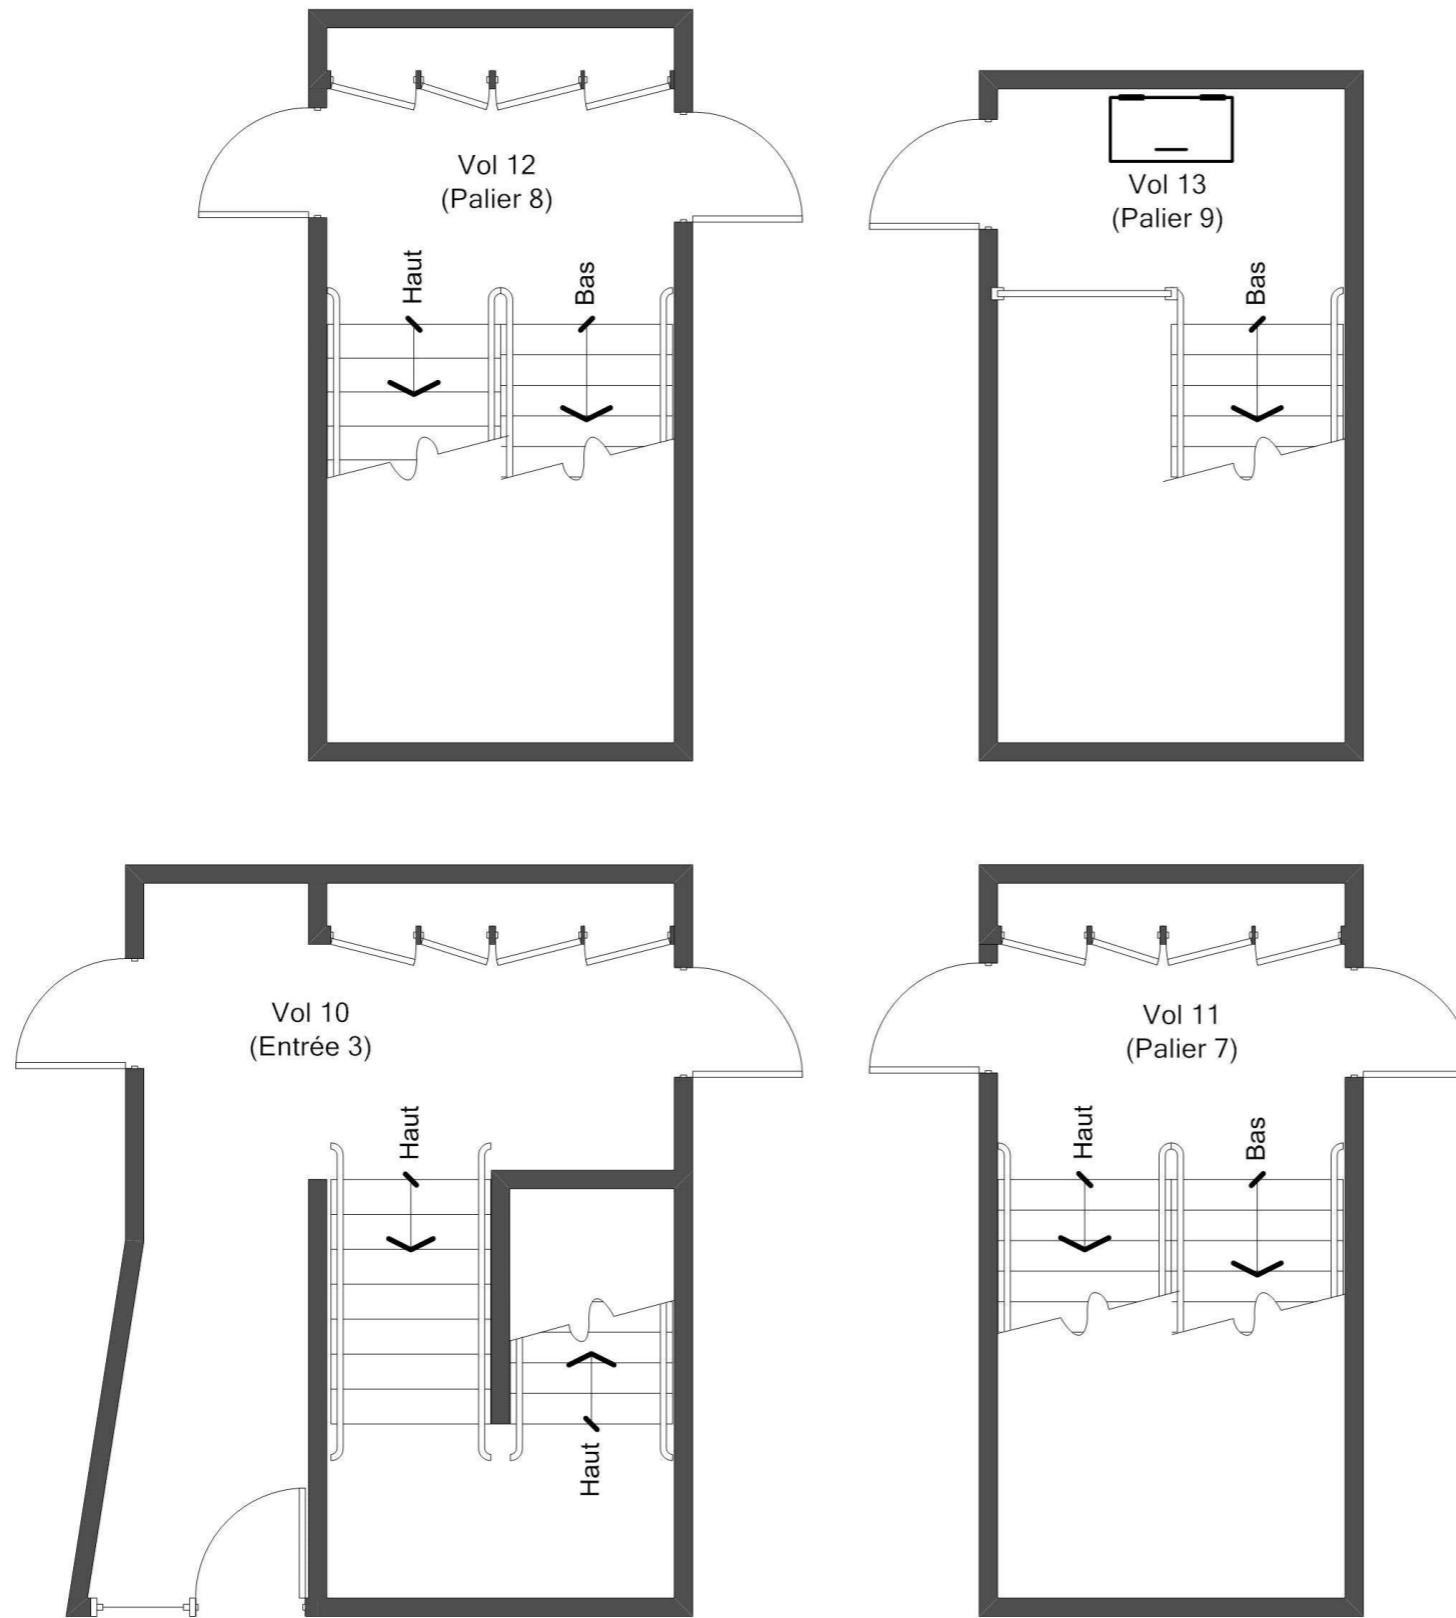 Vol 12
(Palier 8)
Haut
Bas
Vol 13
(Palier 9)
Bas
Vol 10
(Entrée 3)
Haut
Haut
Vol 11
(Palier 7)
Haut
Bas